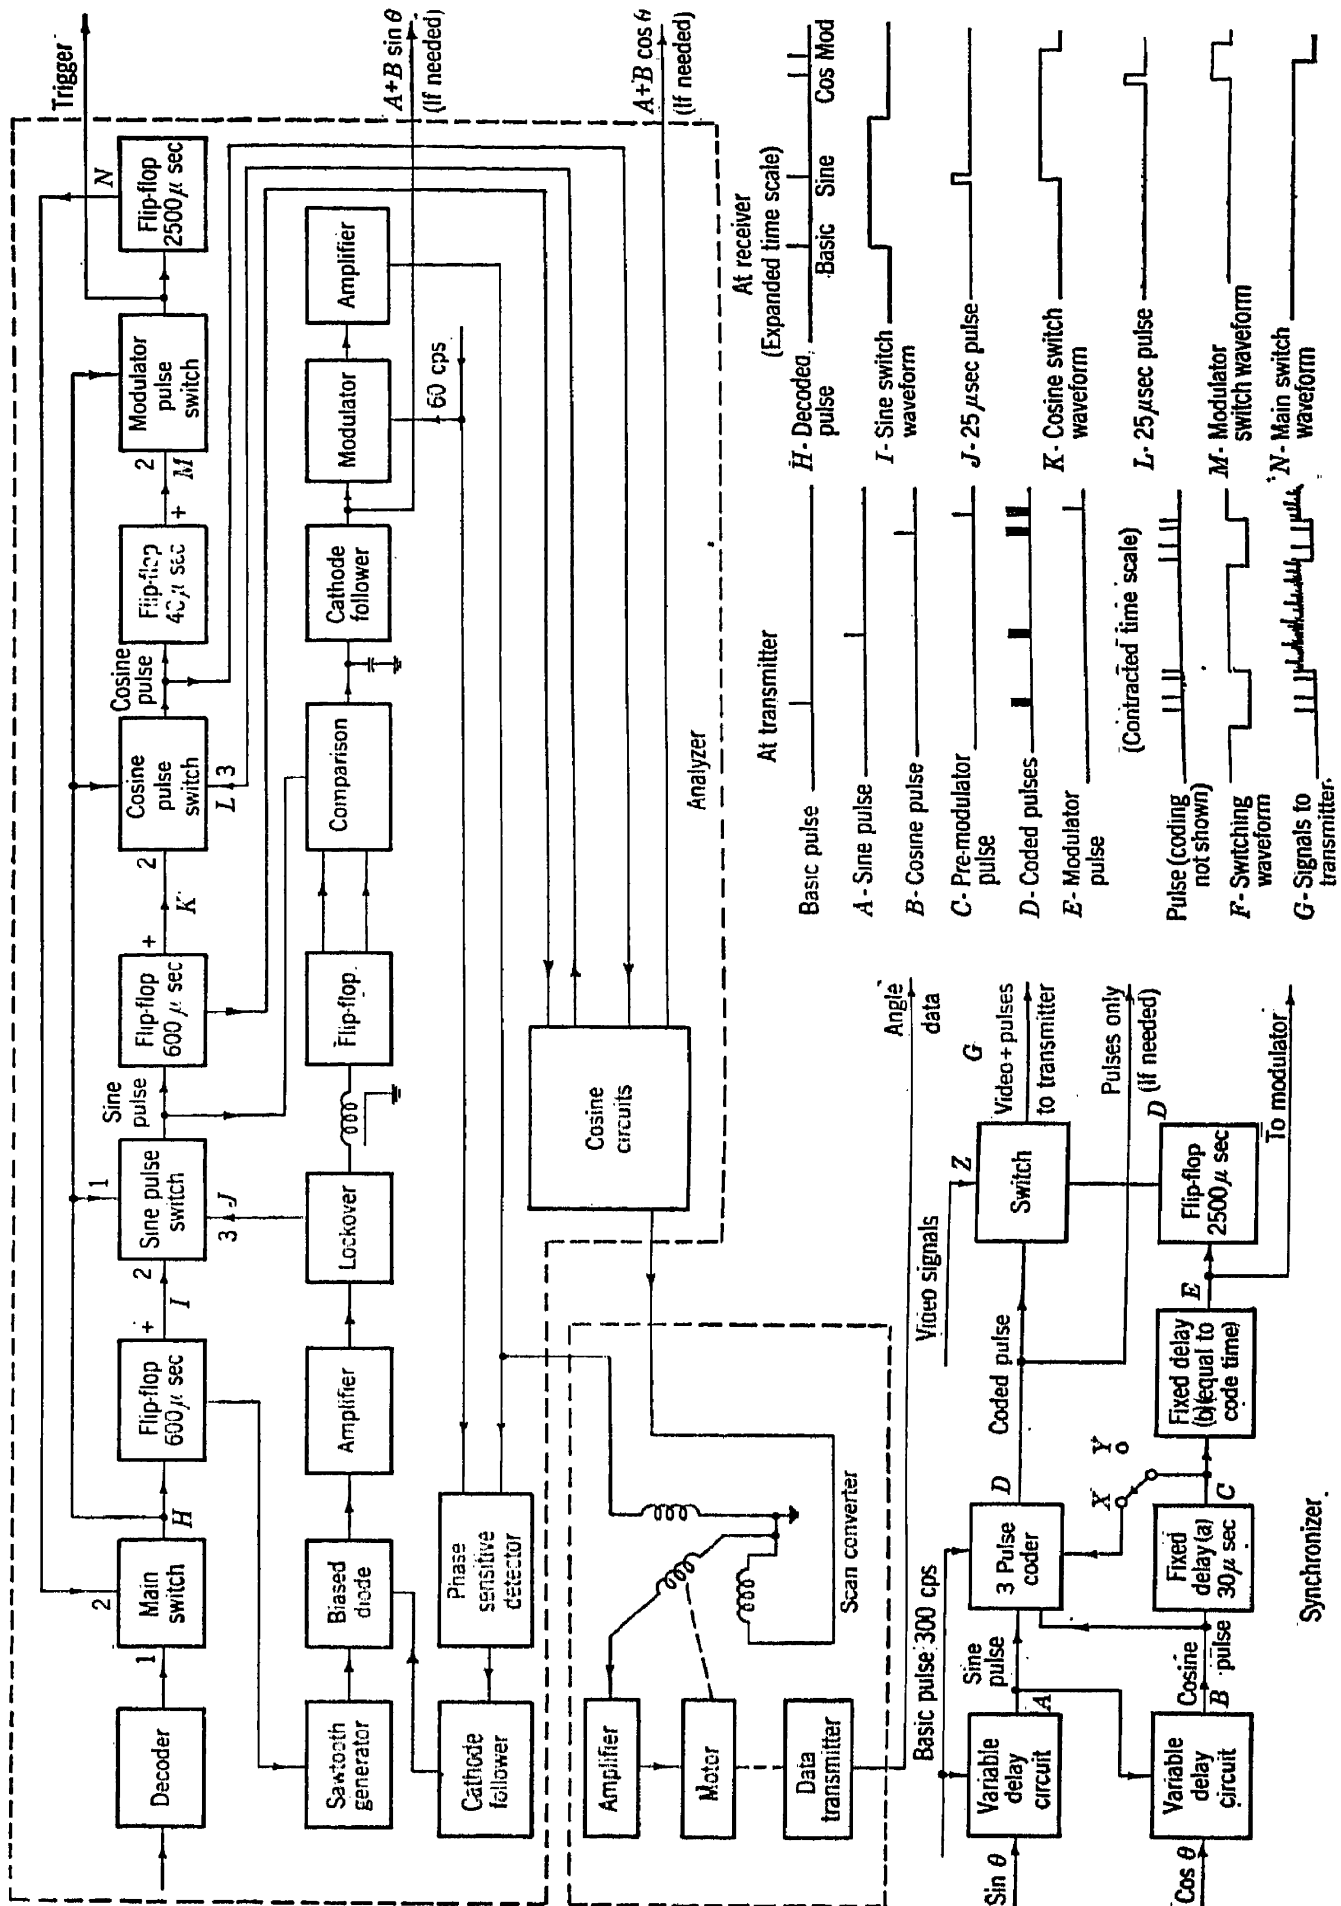 Trigger
A+B sin θ
(If needed)
A+B cos θ
(If needed)
Decoder
1
2
Main
switch
H
Flip-flop
600μ sec
+
I
2
1
Sine pulse
switch
3
J
Sine
pulse
Flip-flop
600μ sec
+
K
2
Cosine
pulse
switch
L
3
Cosine
pulse
Flip-flop
40μ sec
+
M
2
Modulator
pulse
switch
Flip-flop
2500μ sec
N
Sawtooth
generator
Biased
diode
Amplifier
Lockover
Flip-flop
Comparison
Cathode
follower
Modulator
Amplifier
60 cps
Cathode
follower
Phase
sensitive
detector
Cosine
circuits
Analyzer
Amplifier
Motor
Data
transmitter
Scan converter
Angle
data
Basic pulse 300 cps
Sin θ
Variable
delay
circuit
A
Sine
pulse
3 Pulse
coder
D
Coded pulse
Video signals
Z
Switch
G
Video+pulses
to transmitter
Pulses only
(If needed)
D
Cos θ
Variable
delay
circuit
Cosine
B
pulse
Fixed
delay (a)
30μ sec
C
X
Y
Fixed delay
(b)(equal to
code time)
E
Flip-flop
2500μ sec
To modulator
Synchronizer
At transmitter
Basic pulse
A- Sine pulse
B- Cosine pulse
C- Pre-modulator
pulse
D- Coded pulses
E- Modulator
pulse
(Contracted time scale)
Pulse (coding
not shown)
F- Switching
waveform
G- Signals to
transmitter.
At receiver
(Expanded time scale)
Basic
Sine
Cos Mod
H- Decoded
pulse
I- Sine switch
waveform
J- 25μsec pulse
K- Cosine switch
waveform
L- 25μsec pulse
M- Modulator
switch waveform
N- Main switch
waveform